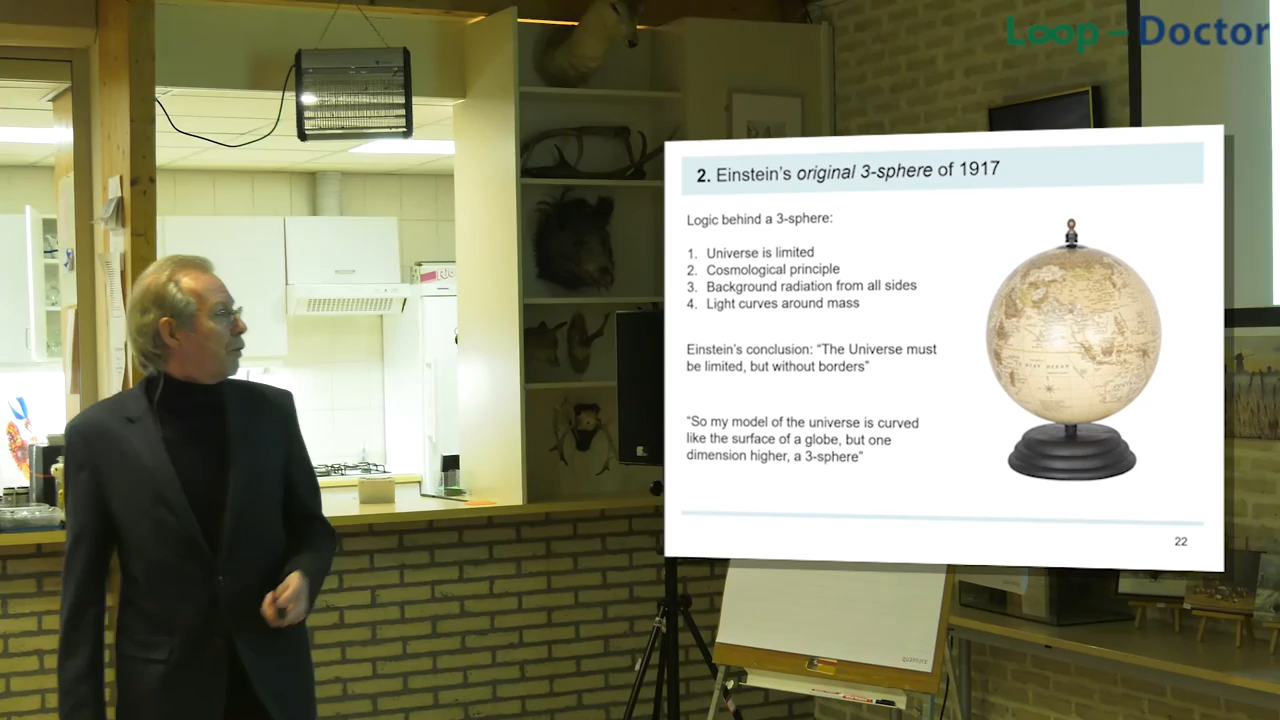 Loop – Doctor
2. Einstein's original 3-sphere of 1917
Logic behind a 3-sphere:
1. Universe is limited
2. Cosmological principle
3. Background radiation from all sides
4. Light curves around mass
Einstein's conclusion: "The Universe must
be limited, but without borders"
"So my model of the universe is curved
like the surface of a globe, but one
dimension higher, a 3-sphere"
22